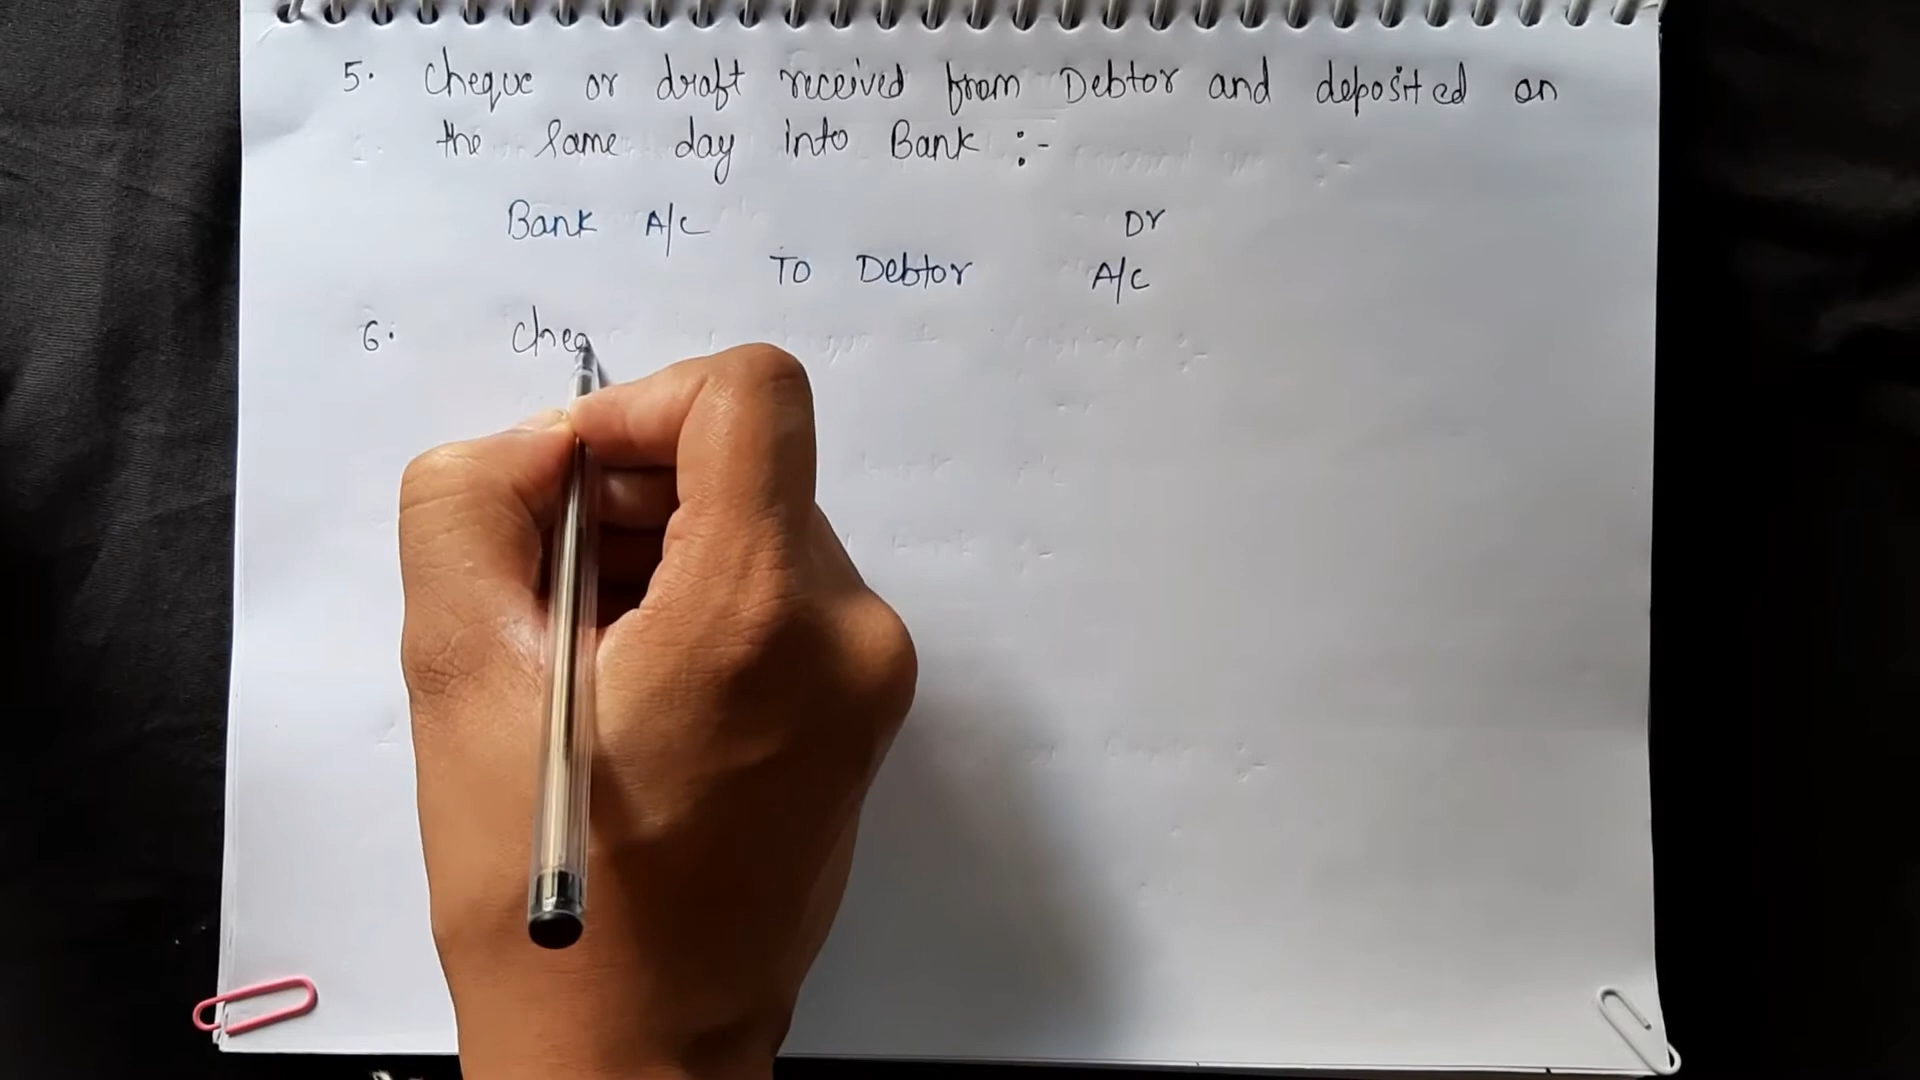 5. Cheque or draft received from Debtor and deposited on
the Same day into Bank :-
Bank A/C Dr
To Debtor A/C
6. Cheq